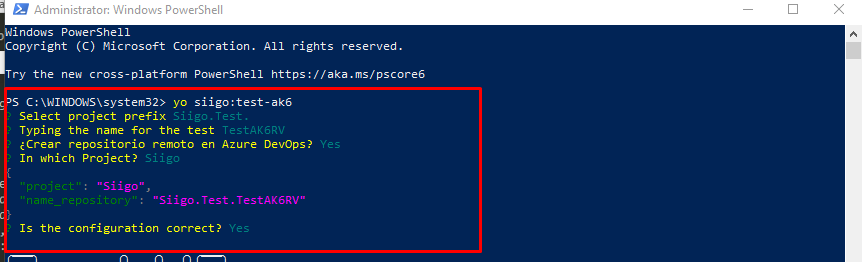 Administrator: Windows PowerShell
Windows PowerShell
Copyright (C) Microsoft Corporation. All rights reserved.
Try the new cross-platform PowerShell https://aka.ms/pscore6
PS C:\WINDOWS\system32> yo siigo:test-ak6
? Select project prefix Siigo.Test.
? Typing the name for the test TestAK6RV
? ¿Crear repositorio remoto en Azure DevOps? Yes
? In which Project? Siigo
{
"project": "Siigo",
"name_repository": "Siigo.Test.TestAK6RV"
}
? Is the configuration correct? Yes